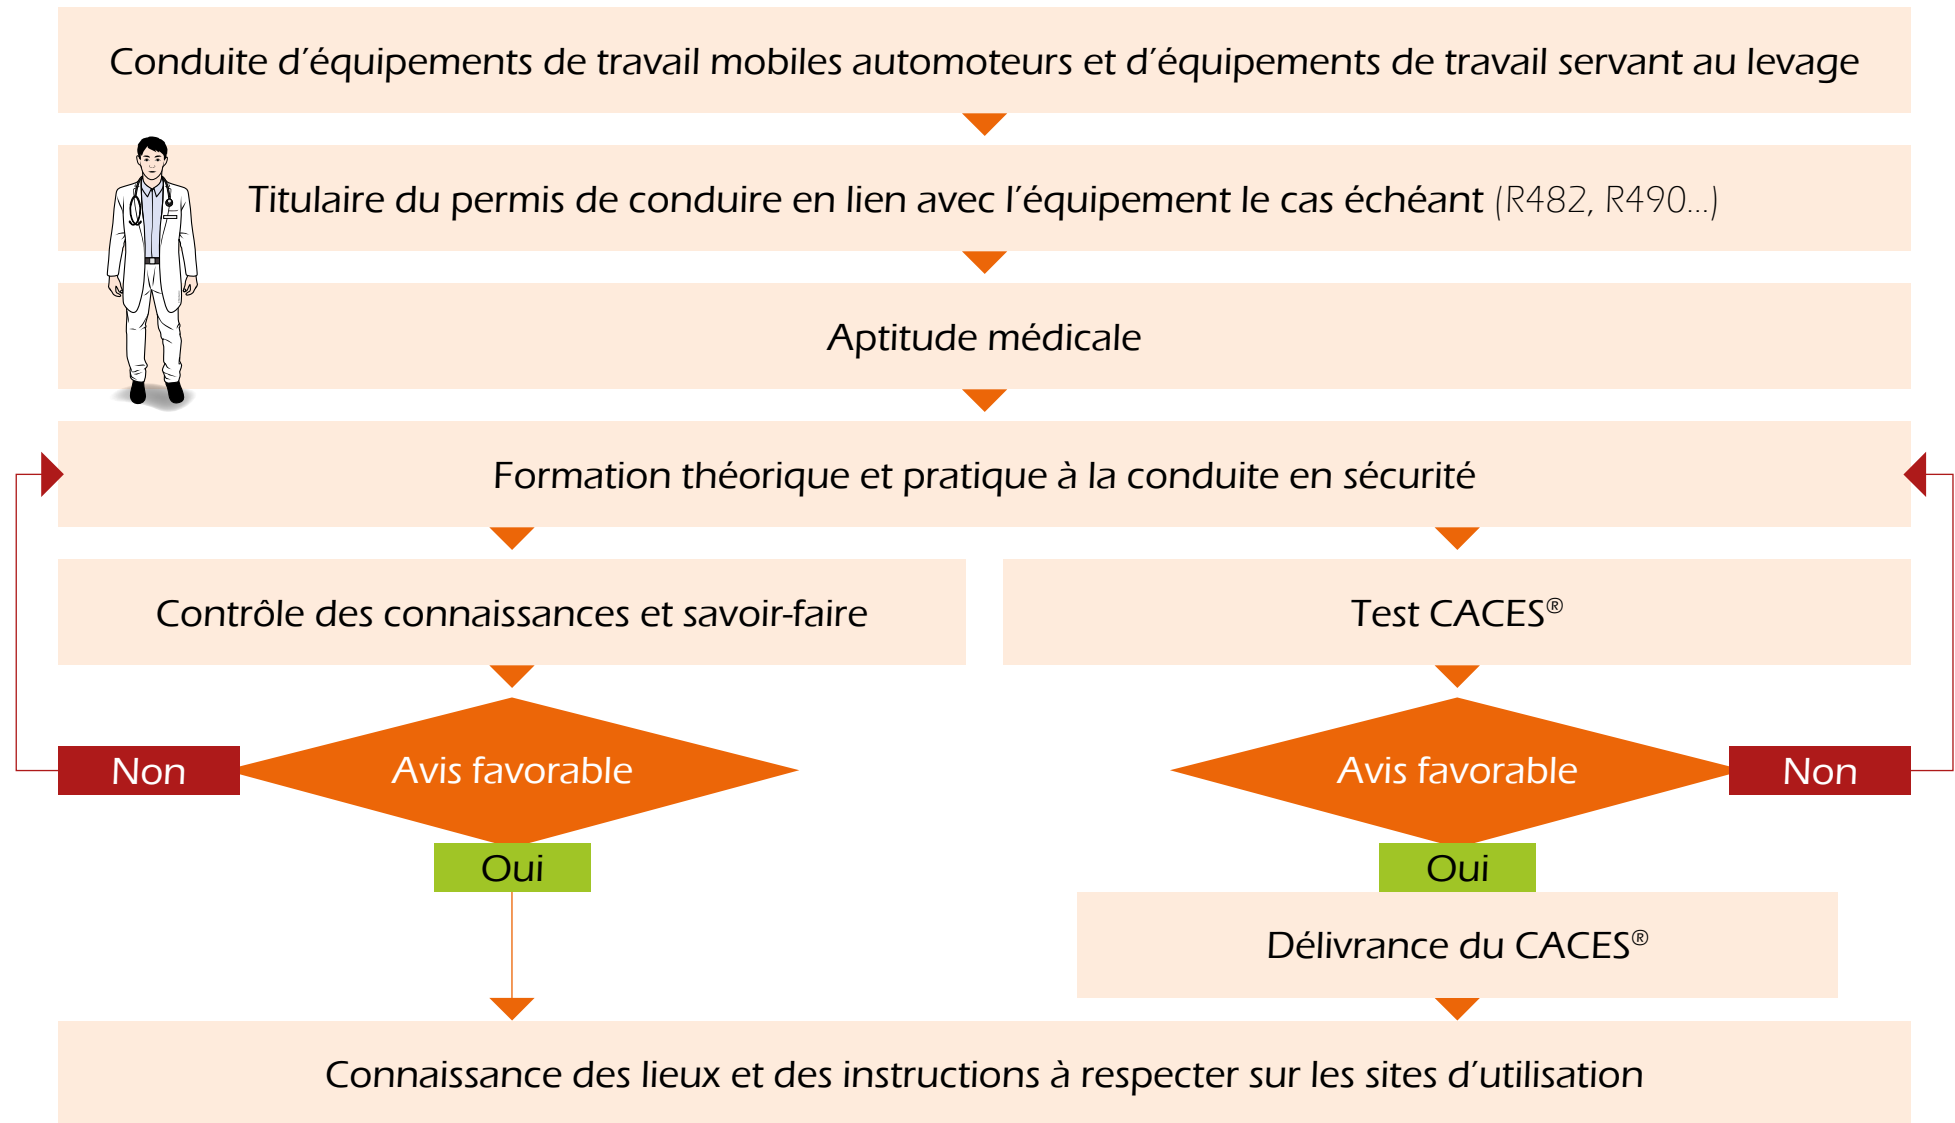 Conduite d’équipements de travail mobiles automoteurs et d’équipements de travail servant au levage
Titulaire du permis de conduire en lien avec l’équipement le cas échéant (R482, R490...)
Aptitude médicale
Formation théorique et pratique à la conduite en sécurité
Contrôle des connaissances et savoir-faire
Test CACES®
Non
Avis favorable
Avis favorable
Non
Oui
Oui
Délivrance du CACES®
Connaissance des lieux et des instructions à respecter sur les sites d’utilisation